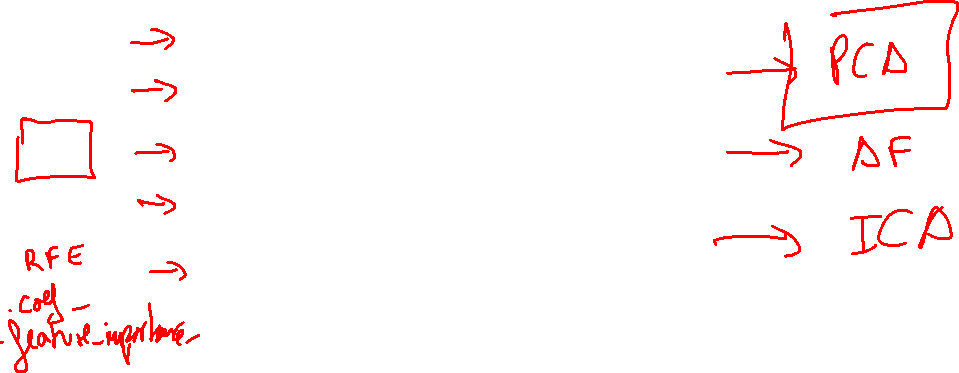 PCA
AF
ICA
RFE
.coef_
.feature_importance_